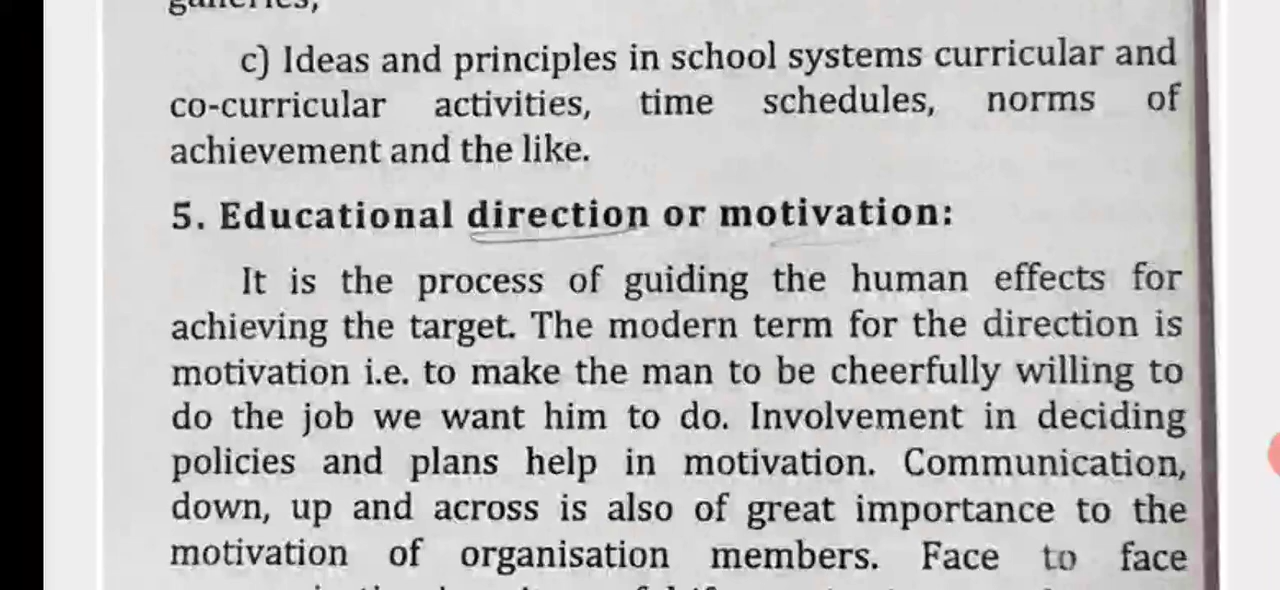 c) Ideas and principles in school systems curricular and
co-curricular activities, time schedules, norms of
achievement and the like.
5. Educational direction or motivation:
It is the process of guiding the human effects for
achieving the target. The modern term for the direction is
motivation i.e. to make the man to be cheerfully willing to
do the job we want him to do. Involvement in deciding
policies and plans help in motivation. Communication,
down, up and across is also of great importance to the
motivation of organisation members. Face to face